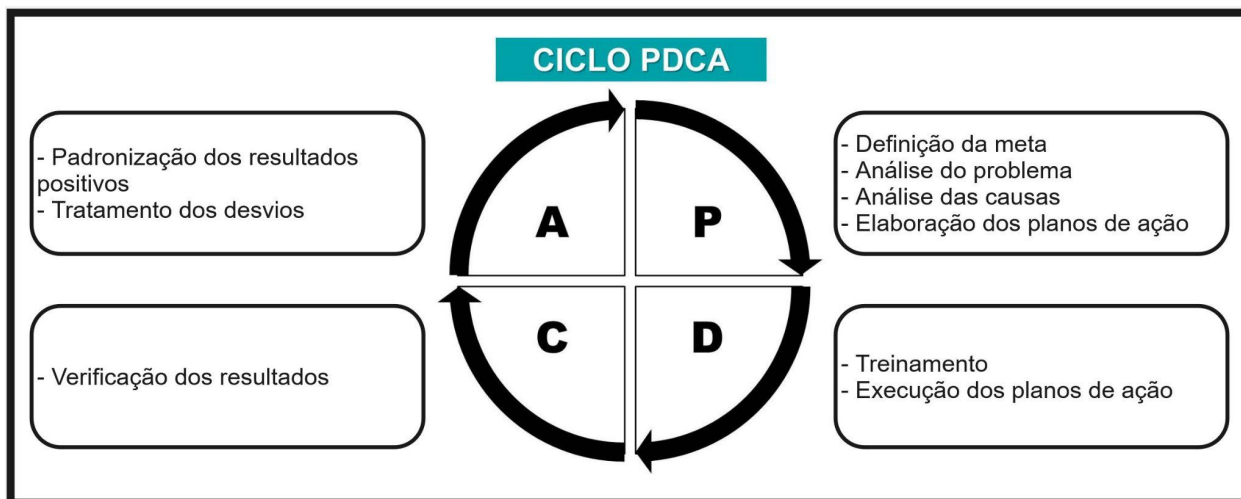 CICLO PDCA
- Padronização dos resultados
positivos
- Tratamento dos desvios
A
P
- Definição da meta
- Análise do problema
- Análise das causas
- Elaboração dos planos de ação
- Verificação dos resultados
C
D
- Treinamento
- Execução dos planos de ação